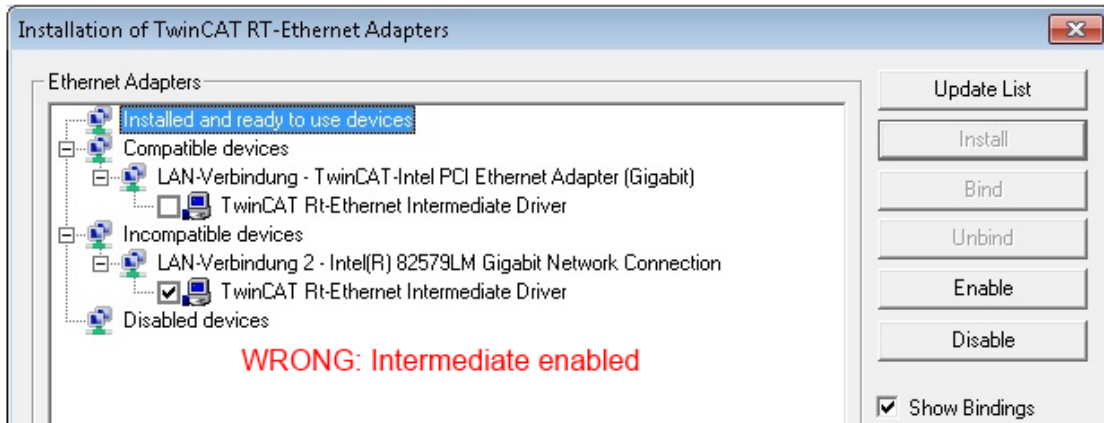 Installation of TwinCAT RT-Ethernet Adapters
Ethernet Adapters
Installed and ready to use devices
Compatible devices
LAN-Verbindung - TwinCAT-Intel PCI Ethernet Adapter (Gigabit)
TwinCAT Rt-Ethernet Intermediate Driver
Incompatible devices
LAN-Verbindung 2 - Intel(R) 82579LM Gigabit Network Connection
TwinCAT Rt-Ethernet Intermediate Driver
Disabled devices
WRONG: Intermediate enabled
Update List
Install
Bind
Unbind
Enable
Disable
Show Bindings